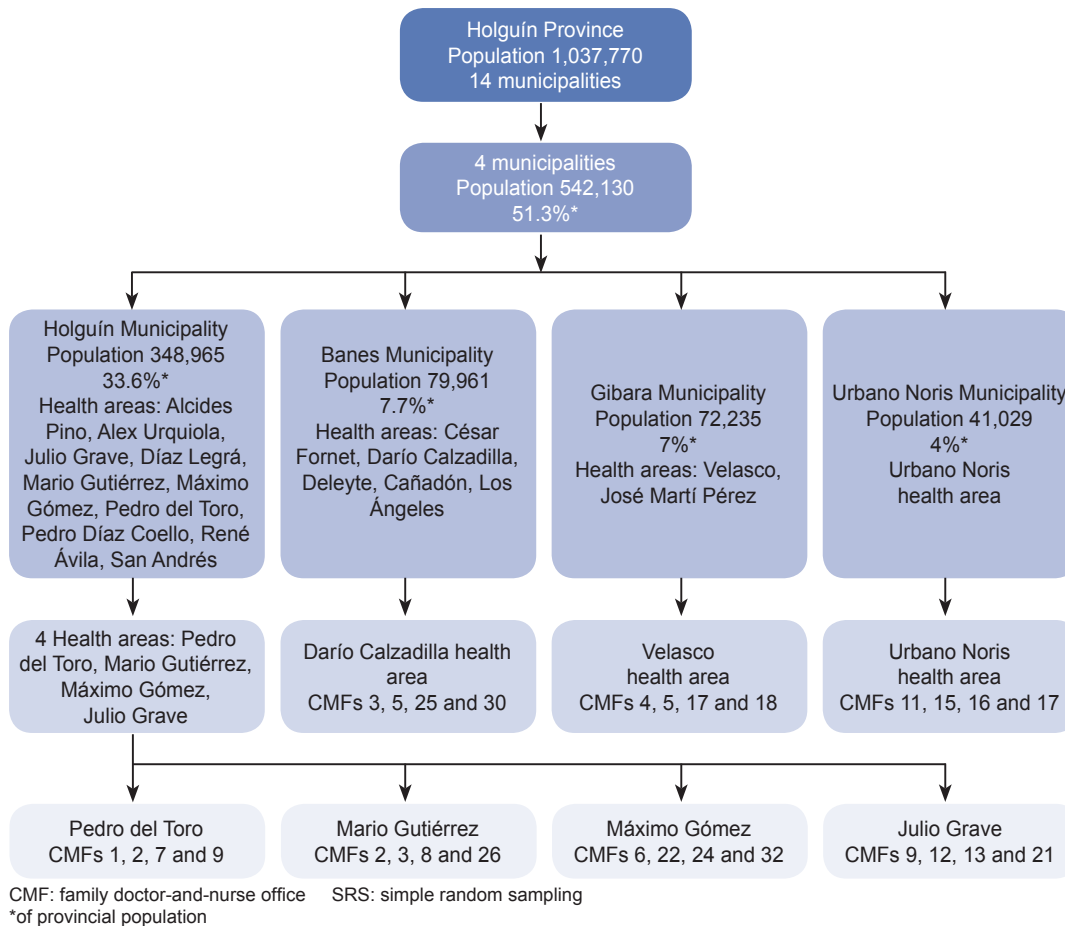 Holguín Province
Population 1,037,770
14 municipalities
4 municipalities
Population 542,130
51.3%*
Holguín Municipality
Population 348,965
33.6%*
Health areas: Alcides
Pino, Alex Urquiola,
Julio Grave, Díaz Legrá,
Mario Gutiérrez, Máximo
Gómez, Pedro del Toro,
Pedro Díaz Coello, René
Ávila, San Andrés
Banes Municipality
Population 79,961
7.7%*
Health areas: César
Fornet, Darío Calzadilla,
Deleyte, Cañadón, Los
Ángeles
Gibara Municipality
Population 72,235
7%*
Health areas: Velasco,
José Martí Pérez
Urbano Noris Municipality
Population 41,029
4%*
Urbano Noris
health area
4 Health areas: Pedro
del Toro, Mario Gutiérrez,
Máximo Gómez,
Julio Grave
Darío Calzadilla health
area
CMFs 3, 5, 25 and 30
Velasco
health area
CMFs 4, 5, 17 and 18
Urbano Noris
health area
CMFs 11, 15, 16 and 17
Pedro del Toro
CMFs 1, 2, 7 and 9
Mario Gutiérrez
CMFs 2, 3, 8 and 26
Máximo Gómez
CMFs 6, 22, 24 and 32
Julio Grave
CMFs 9, 12, 13 and 21
CMF: family doctor-and-nurse office SRS: simple random sampling
*of provincial population